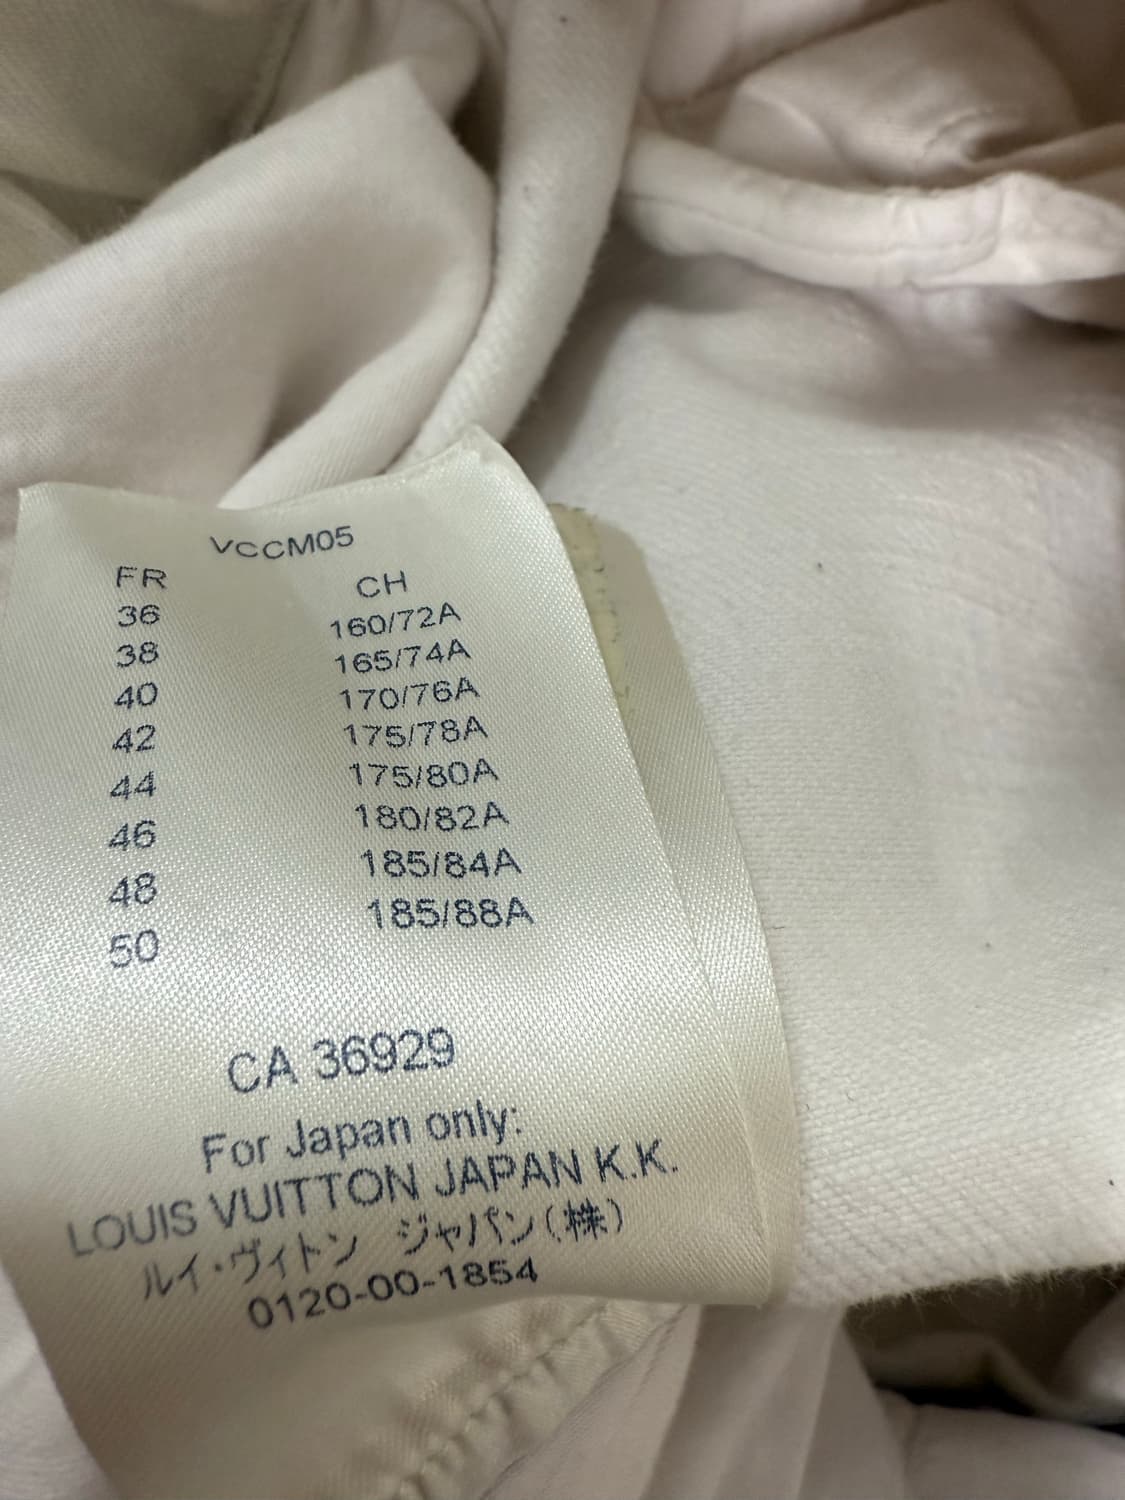 VCCM05
FR CH
36 160/72A
38 165/74A
40 170/76A
42 175/78A
44 175/80A
46 180/82A
48 185/84A
50 185/88A
CA 36929
For Japan only:
LOUIS VUITTON JAPAN K.K.
ルイ・ヴィトン ジャパン(株)
0120-00-1854